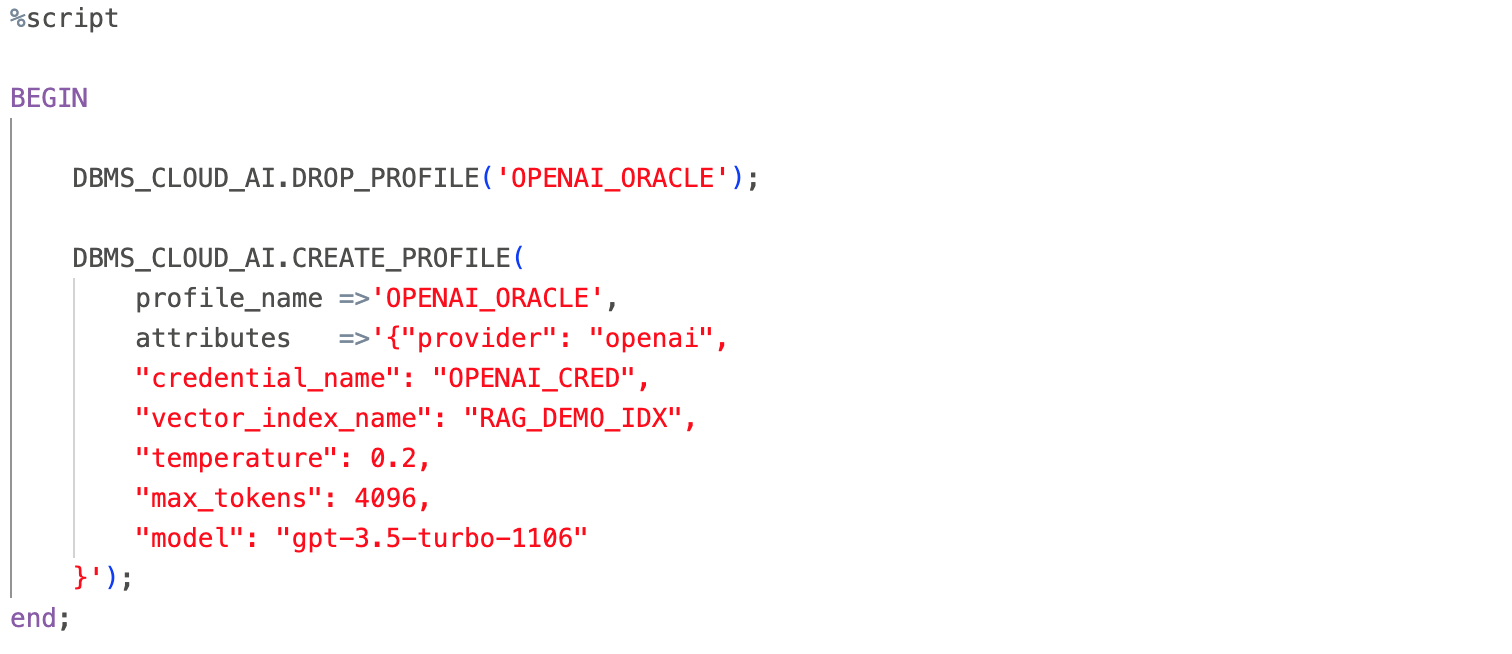 %script
BEGIN
DBMS_CLOUD_AI.DROP_PROFILE('OPENAI_ORACLE');
DBMS_CLOUD_AI.CREATE_PROFILE(
profile_name =>'OPENAI_ORACLE',
attributes   =>'{"provider": "openai",
"credential_name": "OPENAI_CRED",
"vector_index_name": "RAG_DEMO_IDX",
"temperature": 0.2,
"max_tokens": 4096,
"model": "gpt-3.5-turbo-1106"
}');
end;